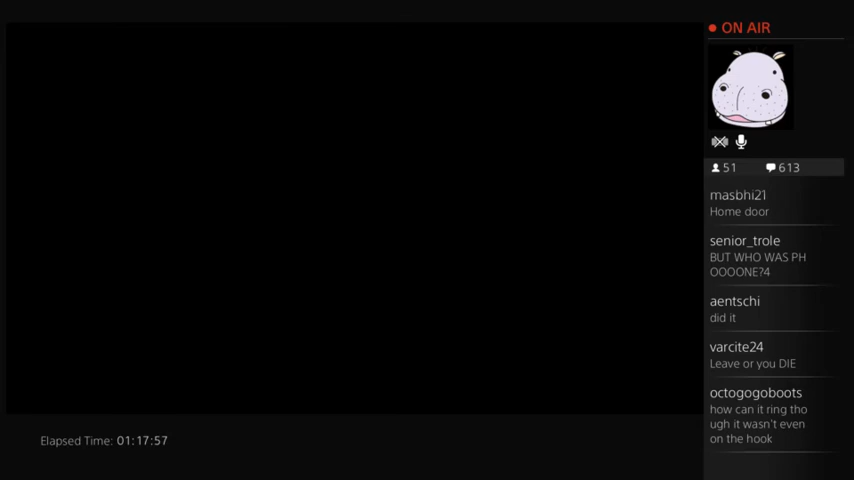 ON AIR
51 613
masbhi21
Home door
senior_trole
BUT WHO WAS PH
OOOONE?4
aentschi
did it
varcite24
Leave or you DIE
octogogoboots
how can it ring tho
ugh it wasn't even
on the hook
Elapsed Time: 01:17:57